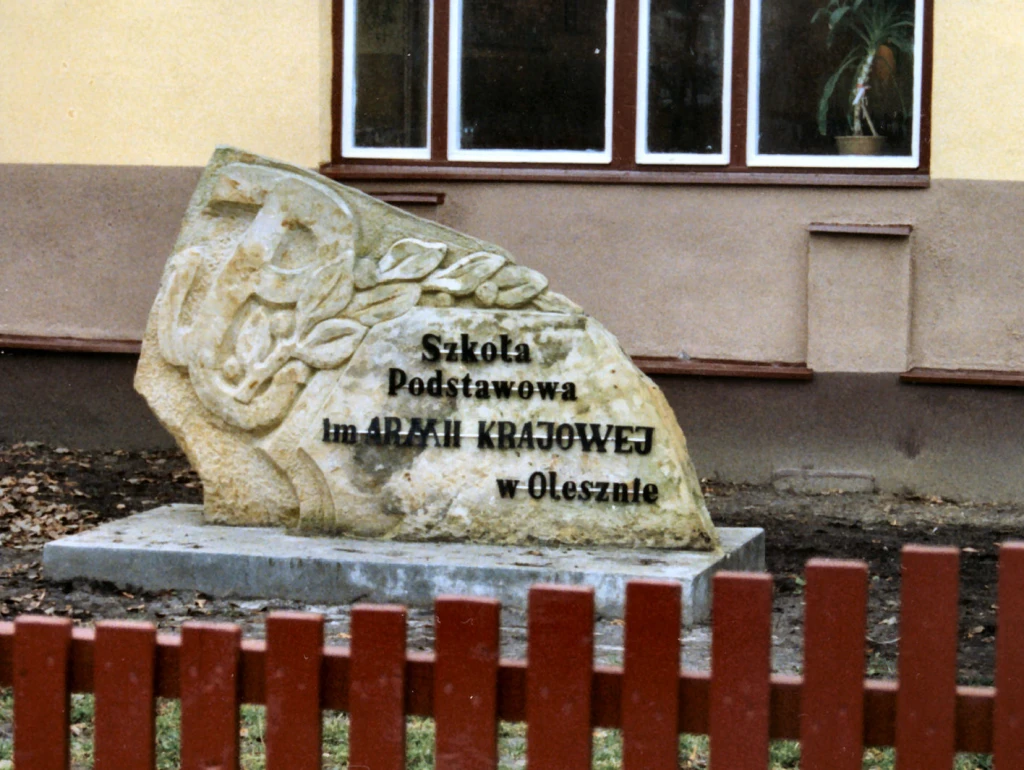 Szkoła
Podstawowa
im ARMII KRAJOWEJ
w Olesznie